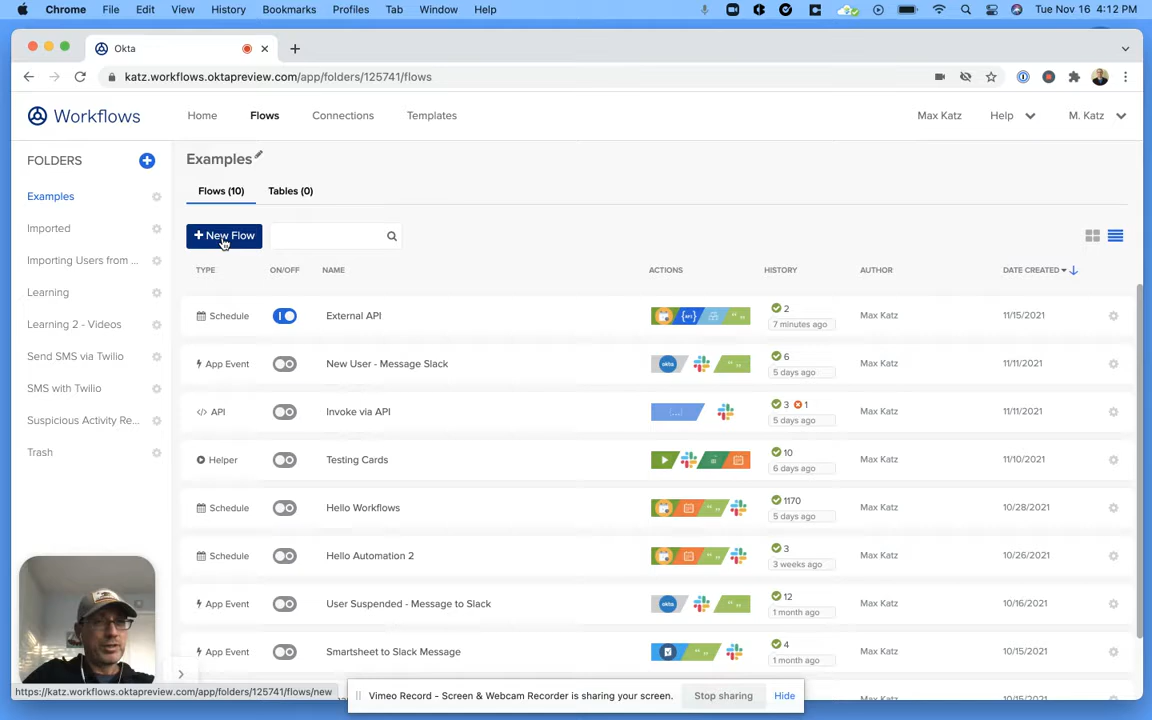 Chrome File Edit View History Bookmarks Profiles Tab Window Help Tue Nov 16 4:12 PM
Okta
katz.workflows.oktapreview.com/app/folders/125741/flows
Workflows Home Flows Connections Templates Max Katz Help M. Katz
FOLDERS
Examples
Imported
Importing Users from ...
Learning
Learning 2 - Videos
Send SMS via Twilio
SMS with Twilio
Suspicious Activity Re...
Trash
Examples
Flows (10) Tables (0)
+ New Flow
TYPE ON/OFF NAME ACTIONS HISTORY AUTHOR DATE CREATED
Schedule External API 2 Max Katz 11/15/2021
7 minutes ago
App Event New User - Message Slack okta 6 Max Katz 11/11/2021
5 days ago
</> API Invoke via API 3 1 Max Katz 11/11/2021
5 days ago
Helper Testing Cards 10 Max Katz 11/10/2021
6 days ago
Schedule Hello Workflows 1170 Max Katz 10/28/2021
5 days ago
Schedule Hello Automation 2 3 Max Katz 10/26/2021
3 weeks ago
App Event User Suspended - Message to Slack okta 12 Max Katz 10/16/2021
1 month ago
App Event Smartsheet to Slack Message 4 Max Katz 10/15/2021
1 month ago
https://katz.workflows.oktapreview.com/app/folders/125741/flows/new
Vimeo Record - Screen & Webcam Recorder is sharing your screen. Stop sharing Hide